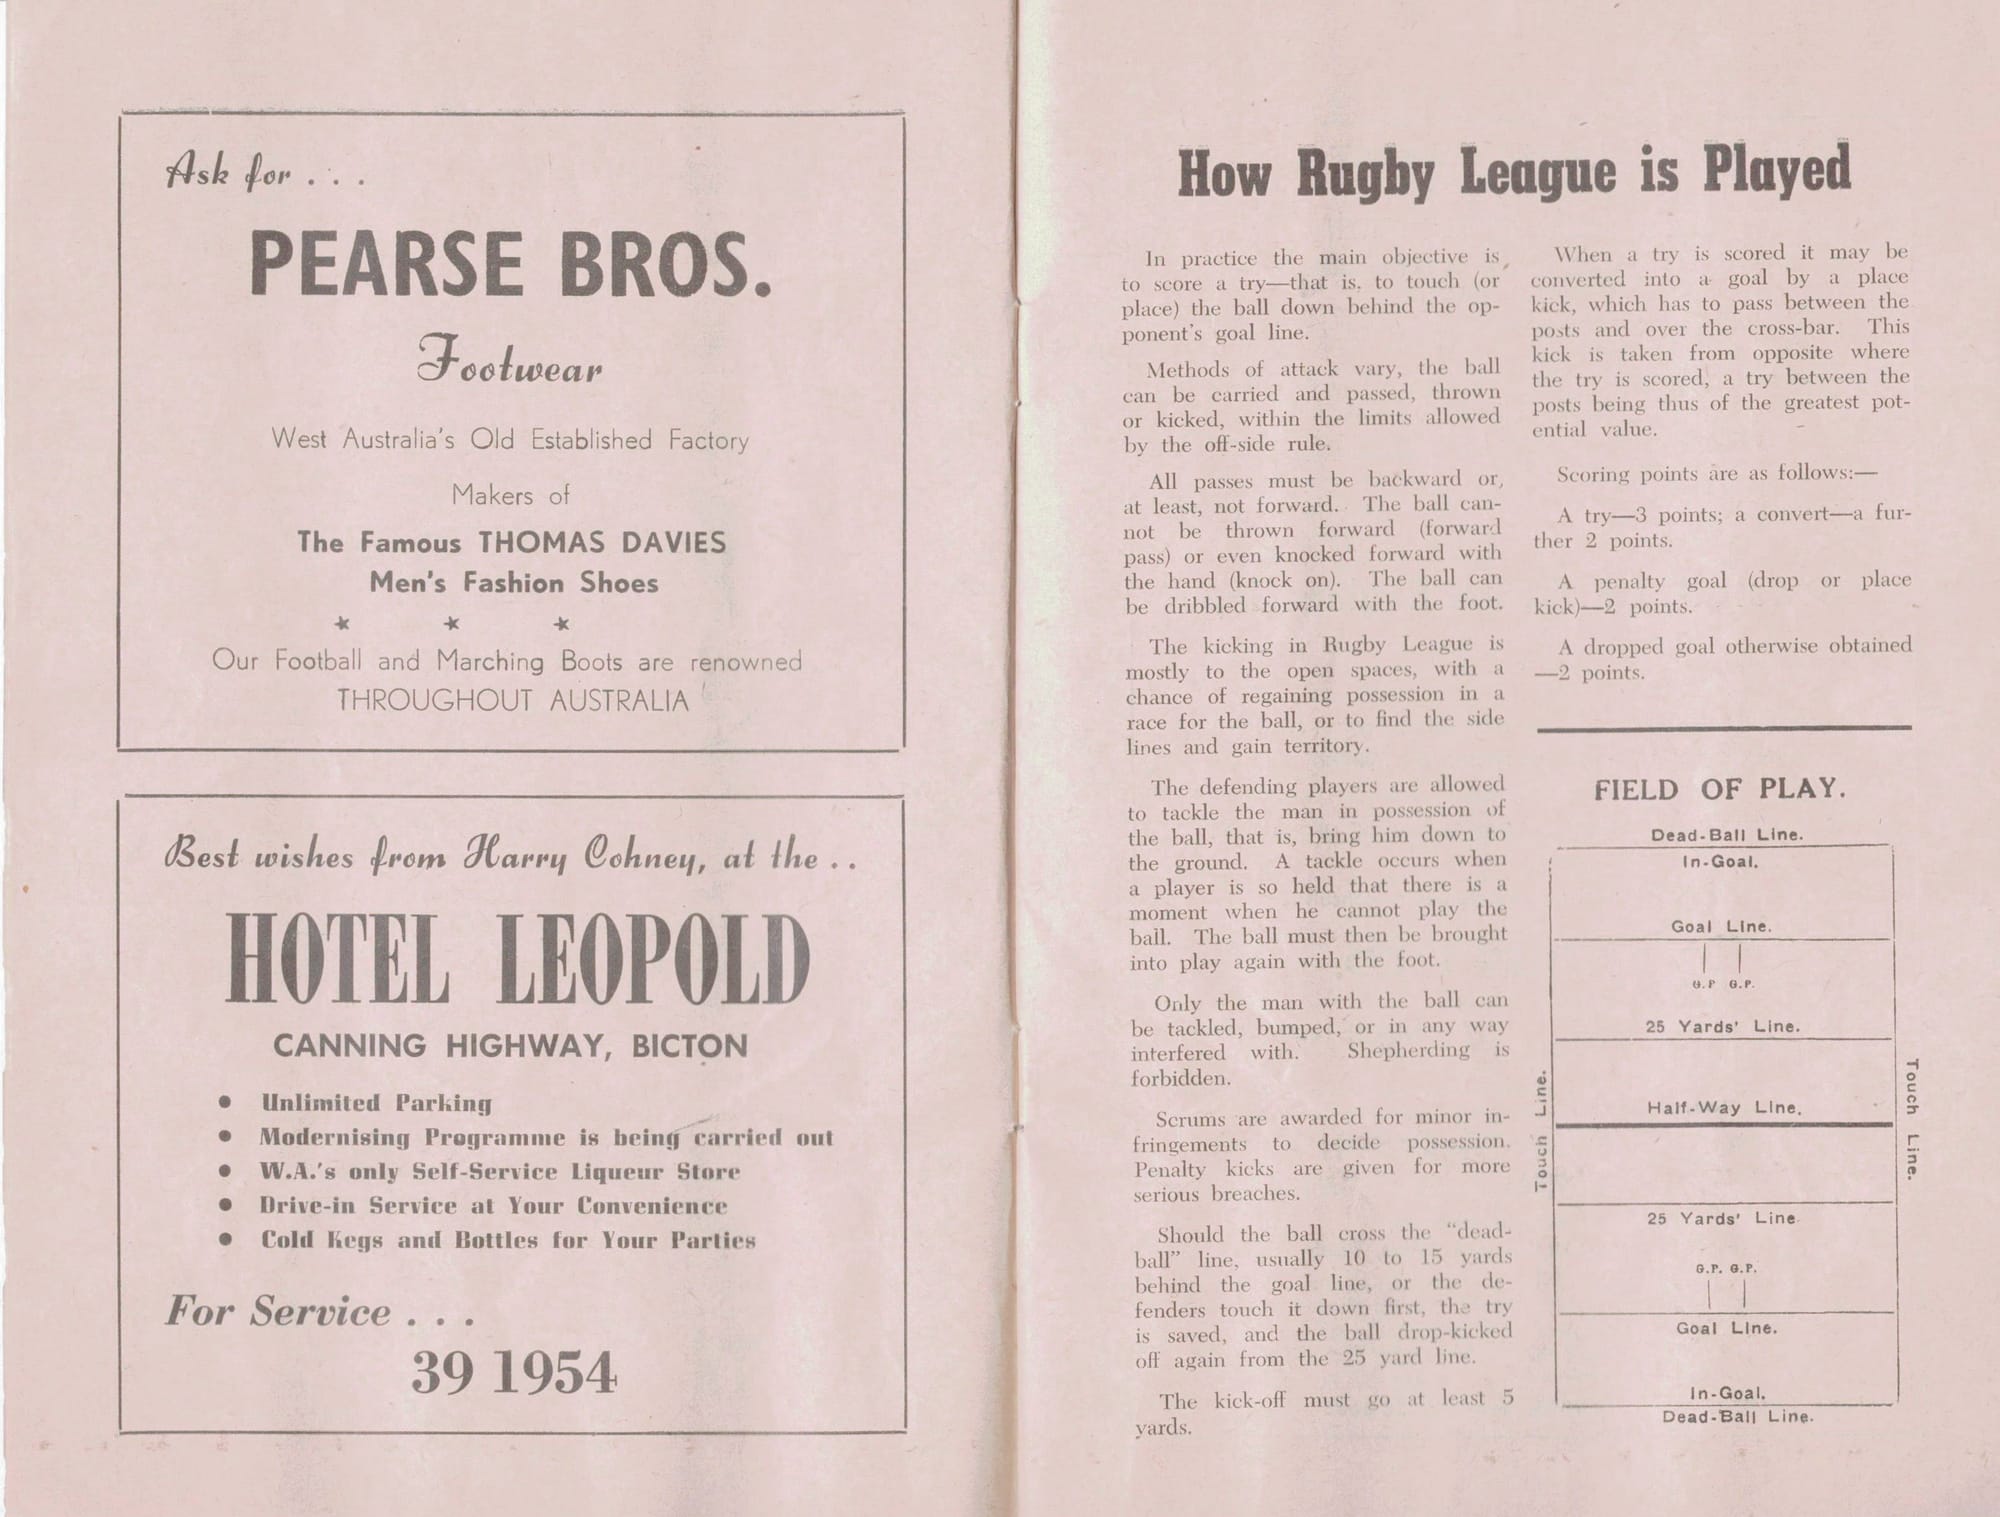 Ask for . . .
PEARSE BROS.
Footwear
West Australia's Old Established Factory
Makers of
The Famous THOMAS DAVIES
Men's Fashion Shoes
★ ★ ★
Our Football and Marching Boots are renowned
THROUGHOUT AUSTRALIA
Best wishes from Harry Cohney, at the . .
HOTEL LEOPOLD
CANNING HIGHWAY, BICTON
● Unlimited Parking
● Modernising Programme is being carried out
● W.A.'s only Self-Service Liqueur Store
● Drive-in Service at Your Convenience
● Cold Kegs and Bottles for Your Parties
For Service . . .
39 1954
How Rugby League is Played
In practice the main objective is
to score a try—that is, to touch (or
place) the ball down behind the op-
ponent's goal line.
Methods of attack vary, the ball
can be carried and passed, thrown
or kicked, within the limits allowed
by the off-side rule.
All passes must be backward or,
at least, not forward. The ball can-
not be thrown forward (forward
pass) or even knocked forward with
the hand (knock on). The ball can
be dribbled forward with the foot.
The kicking in Rugby League is
mostly to the open spaces, with a
chance of regaining possession in a
race for the ball, or to find the side
lines and gain territory.
The defending players are allowed
to tackle the man in possession of
the ball, that is, bring him down to
the ground. A tackle occurs when
a player is so held that there is a
moment when he cannot play the
ball. The ball must then be brought
into play again with the foot.
Only the man with the ball can
be tackled, bumped, or in any way
interfered with. Shepherding is
forbidden.
Scrums are awarded for minor in-
fringements to decide possession.
Penalty kicks are given for more
serious breaches.
Should the ball cross the "dead-
ball" line, usually 10 to 15 yards
behind the goal line, or the de-
fenders touch it down first, the try
is saved, and the ball drop-kicked
off again from the 25 yard line.
The kick-off must go at least 5
yards.
When a try is scored it may be
converted into a goal by a place
kick, which has to pass between the
posts and over the cross-bar. This
kick is taken from opposite where
the try is scored, a try between the
posts being thus of the greatest pot-
ential value.
Scoring points are as follows:—
A try—3 points; a convert—a fur-
ther 2 points.
A penalty goal (drop or place
kick)—2 points.
A dropped goal otherwise obtained
—2 points.
FIELD OF PLAY.
Dead-Ball Line.
In-Goal.
Goal Line.
G.P G.P.
25 Yards' Line.
Half-Way Line.
Touch Line.
Touch Line.
25 Yards' Line
G.P. G.P.
Goal Line.
In-Goal.
Dead-Ball Line.